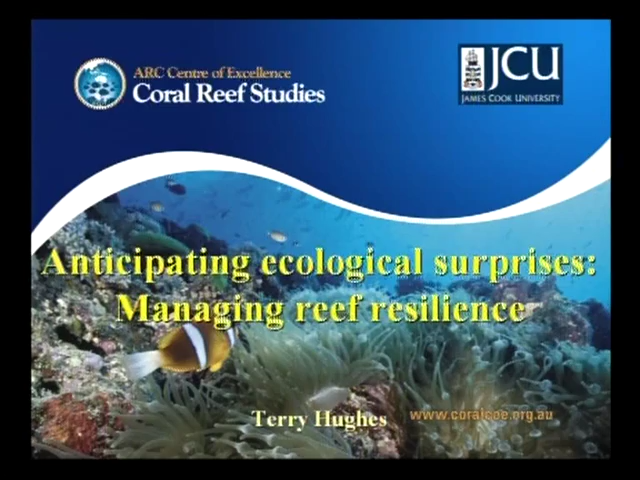 ARC Centre of Excellence
Coral Reef Studies
JCU
JAMES COOK UNIVERSITY
Anticipating ecological surprises:
Managing reef resilience
Terry Hughes
www.coralcoe.org.au